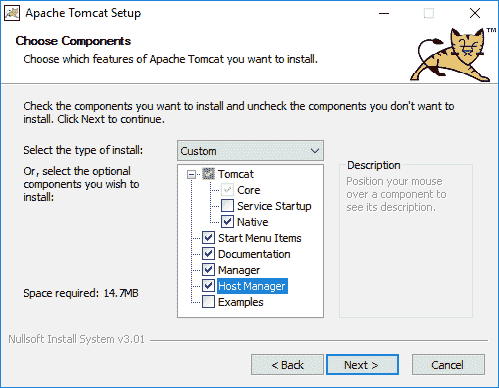 Apache Tomcat Setup
Choose Components
Choose which features of Apache Tomcat you want to install.
TM
Check the components you want to install and uncheck the components you don't want to
install. Click Next to continue.
Select the type of install:
Custom
Or, select the optional
components you wish to
install:
Tomcat
Core
Service Startup
Native
Start Menu Items
Documentation
Manager
Host Manager
Examples
Description
Position your mouse
over a component to
see its description.
Space required: 14.7MB
Nullsoft Install System v3.01
< Back
Next >
Cancel